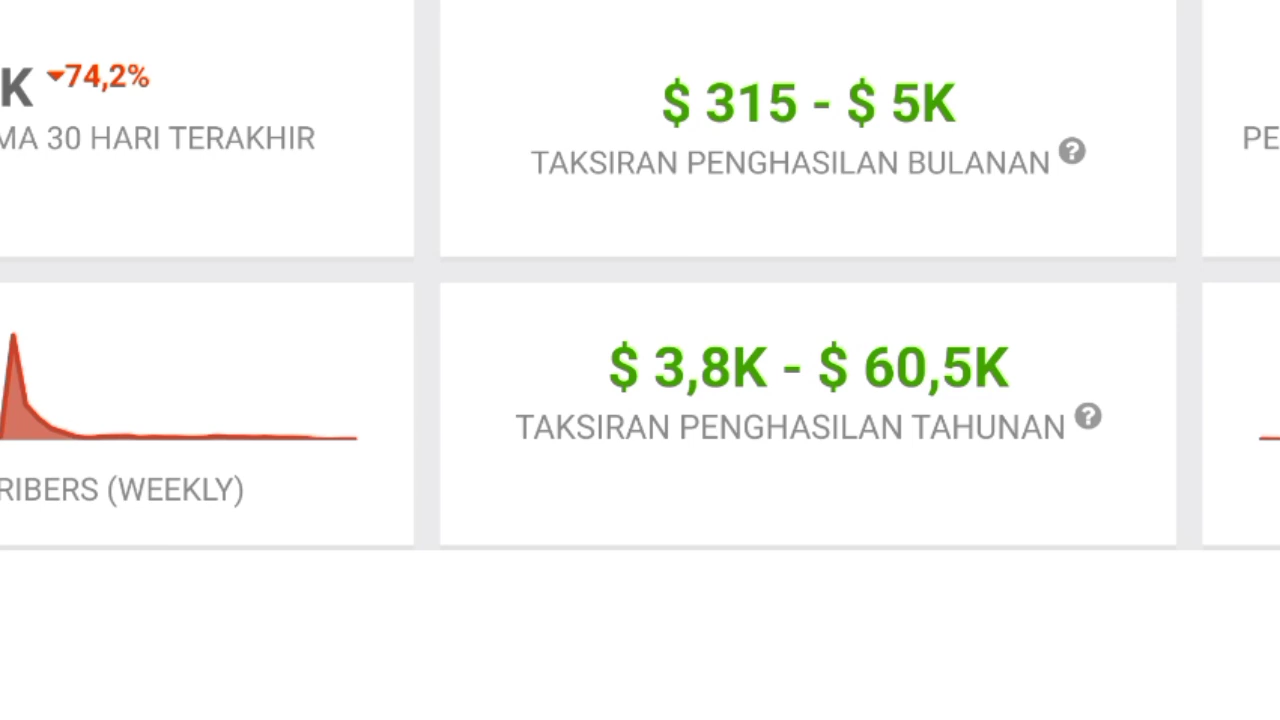 K 74,2%
MA 30 HARI TERAKHIR
$ 315 - $ 5K
TAKSIRAN PENGHASILAN BULANAN ?
PE
RIBERS (WEEKLY)
$ 3,8K - $ 60,5K
TAKSIRAN PENGHASILAN TAHUNAN ?